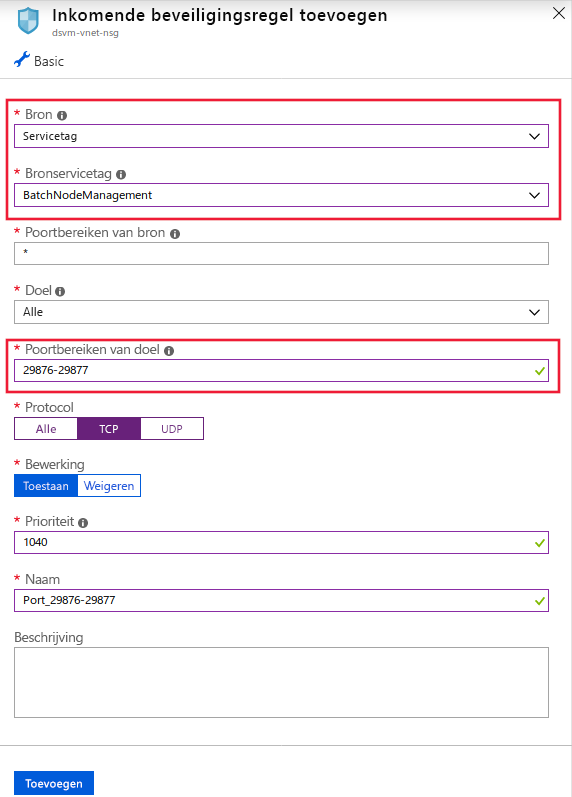 Inkomende beveiligingsregel toevoegen
dsvm-vnet-nsg
Basic
* Bron
Servicetag
* Bronservicetag
BatchNodeManagement
* Poortbereiken van bron
*
* Doel
Alle
* Poortbereiken van doel
29876-29877
* Protocol
Alle TCP UDP
* Bewerking
Toestaan Weigeren
* Prioriteit
1040
* Naam
Port_29876-29877
Beschrijving
Toevoegen